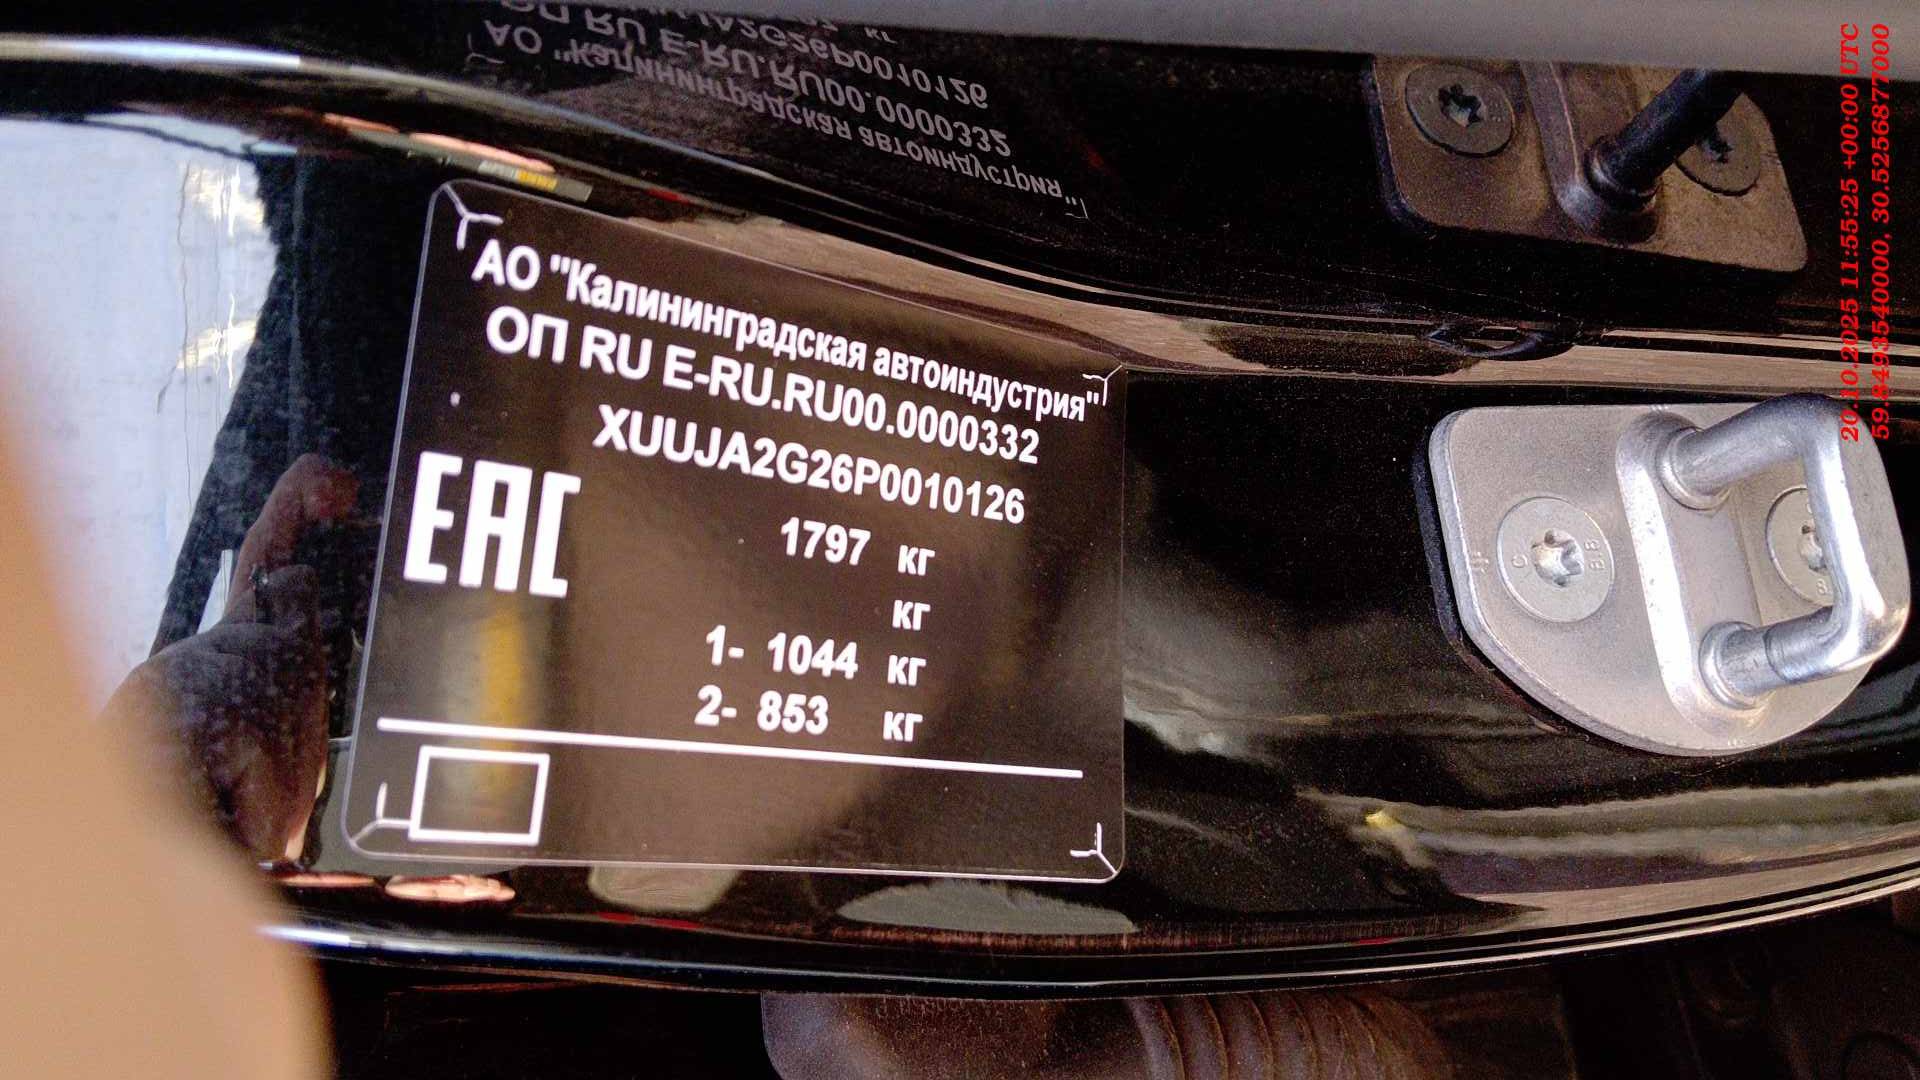 АО "Калининградская автоиндустрия"
ОП RU E-RU.RU00.0000332
XUUJA2G26P0010126
EAC
1797 кг
кг
1- 1044 кг
2- 853 кг
20.10.2025 11:55:25 +00:00 UTC
59.8449354000, 30.5256877000